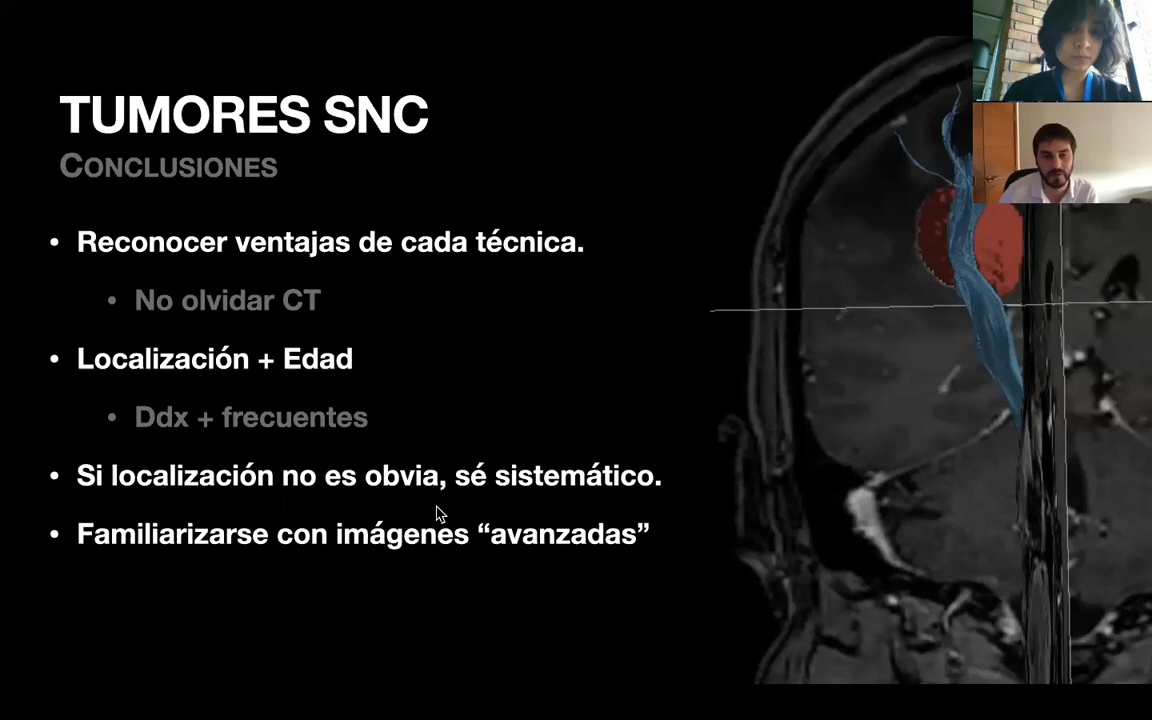 TUMORES SNC
CONCLUSIONES
• Reconocer ventajas de cada técnica.
• No olvidar CT
• Localización + Edad
• Ddx + frecuentes
• Si localización no es obvia, sé sistemático.
• Familiarizarse con imágenes “avanzadas”